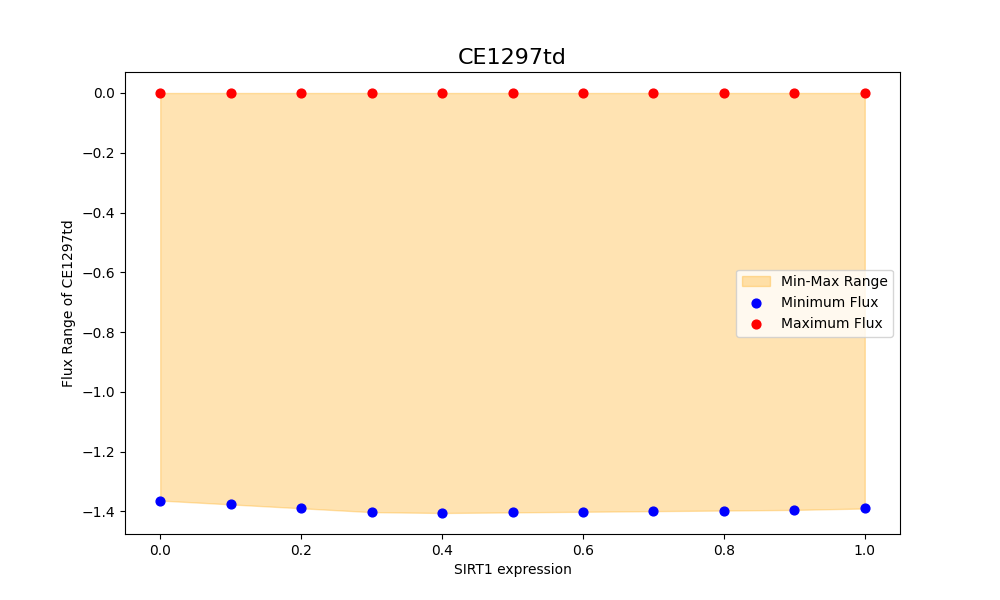 CE1297td
Flux Range of CE1297td
0.0
−0.2
−0.4
−0.6
−0.8
−1.0
−1.2
−1.4
Min-Max Range
Minimum Flux
Maximum Flux
0.0 0.2 0.4 0.6 0.8 1.0
SIRT1 expression